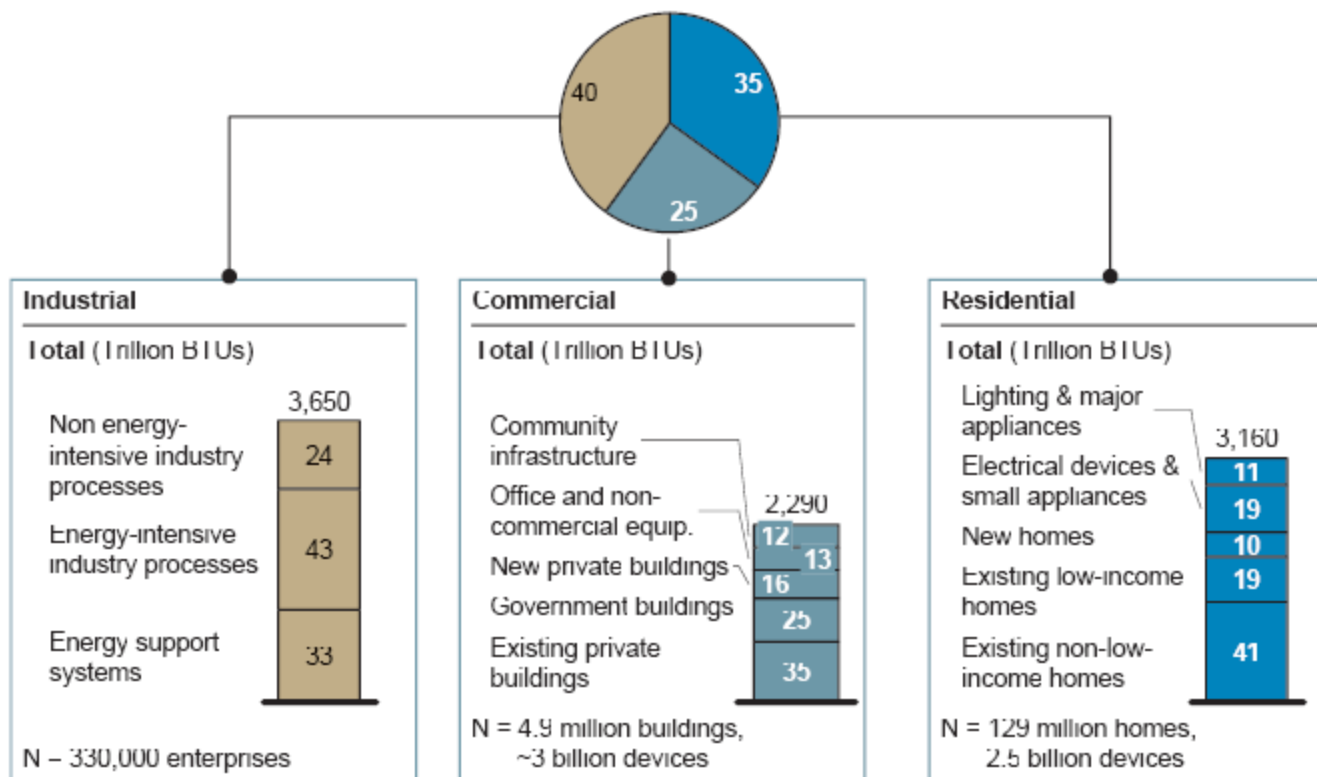 40
35
25
Industrial
Total (Trillion BTUs)
3,650
Non energy-
intensive industry
processes
24
Energy-intensive
industry processes
43
Energy support
systems
33
N = 330,000 enterprises
Commercial
Total (Trillion BTUs)
2,290
Community
infrastructure
12
Office and non-
commercial equip.
13
New private buildings
16
Government buildings
25
Existing private
buildings
35
N = 4.9 million buildings,
~3 billion devices
Residential
Total (Trillion BTUs)
3,160
Lighting & major
appliances
11
Electrical devices &
small appliances
19
New homes
10
Existing low-income
homes
19
Existing non-low-
income homes
41
N = 129 million homes,
2.5 billion devices